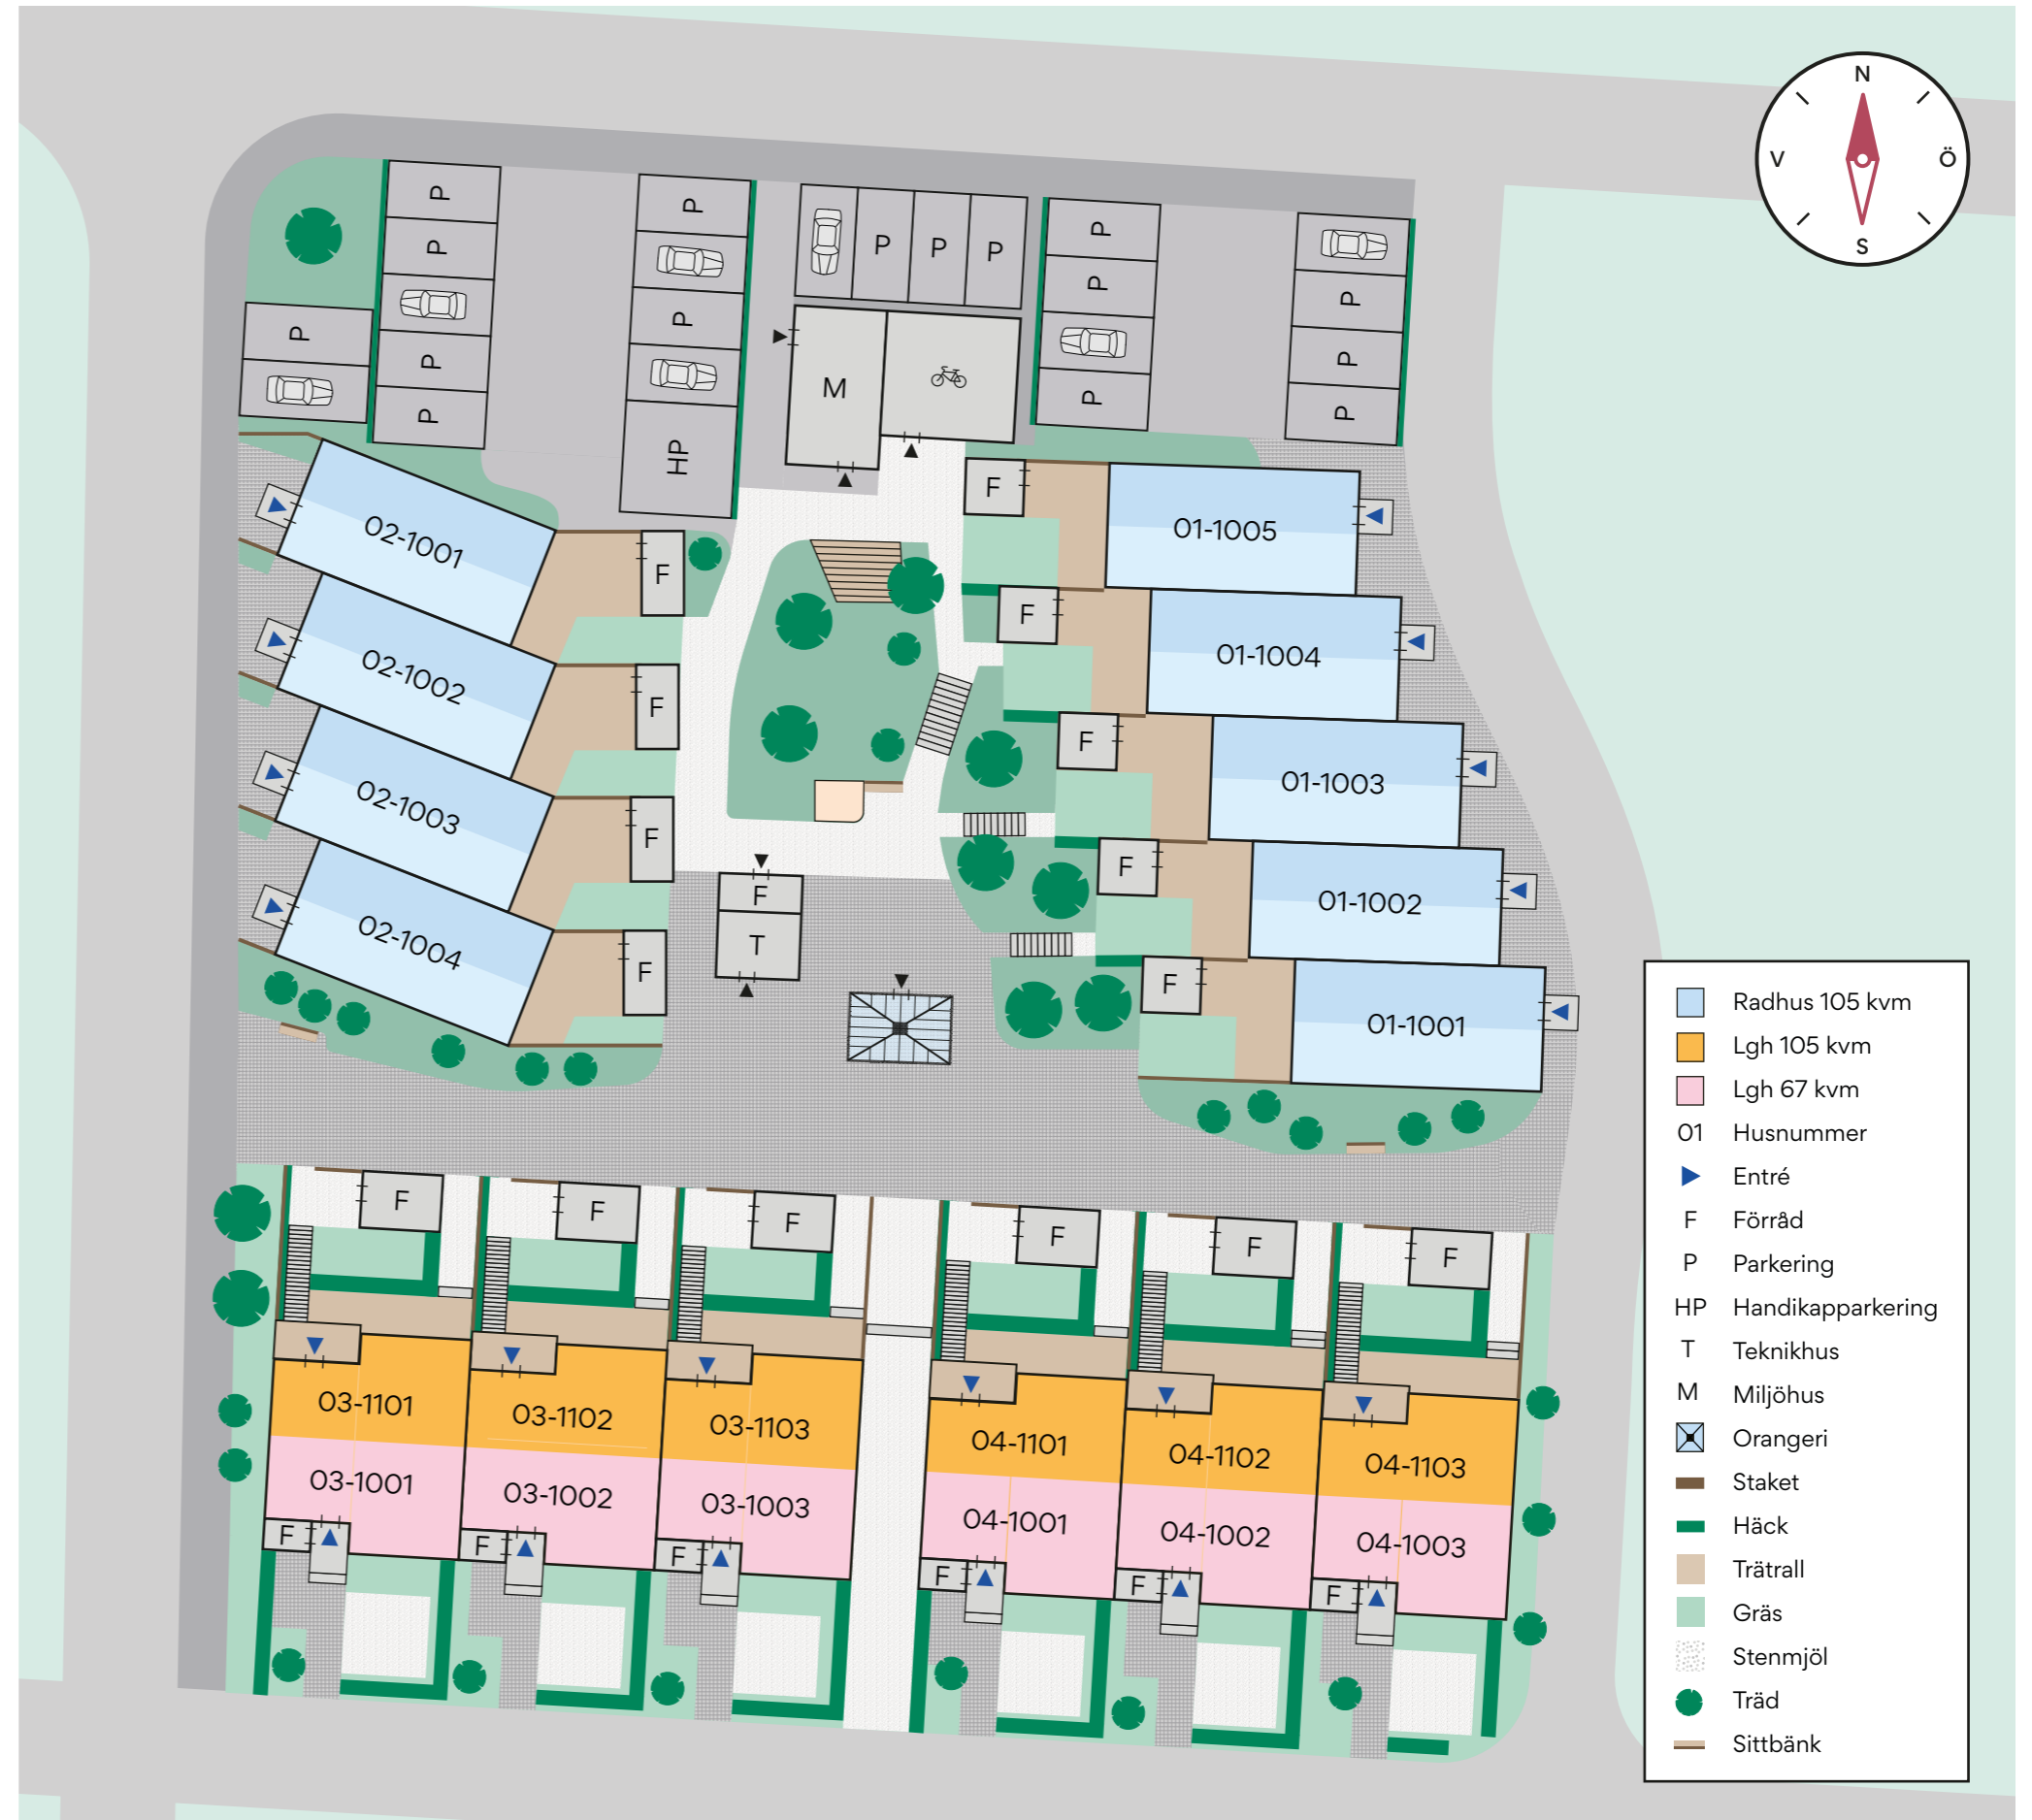 N
V
Ö
S
P
P
P
P
P
P
P
P
HP
P
P
P
P
P
P
P
P
P
M
F
F
F
F
F
F
F
F
F
F
T
02-1001
02-1002
02-1003
02-1004
01-1005
01-1004
01-1003
01-1002
01-1001
F
F
F
F
F
F
03-1101
03-1102
03-1103
04-1101
04-1102
04-1103
03-1001
03-1002
03-1003
04-1001
04-1002
04-1003
F
F
F
F
F
F
Radhus 105 kvm
Lgh 105 kvm
Lgh 67 kvm
01 Husnummer
Entré
F Förråd
P Parkering
HP Handikapparkering
T Teknikhus
M Miljöhus
Orangeri
Staket
Häck
Trätrall
Gräs
Stenmjöl
Träd
Sittbänk